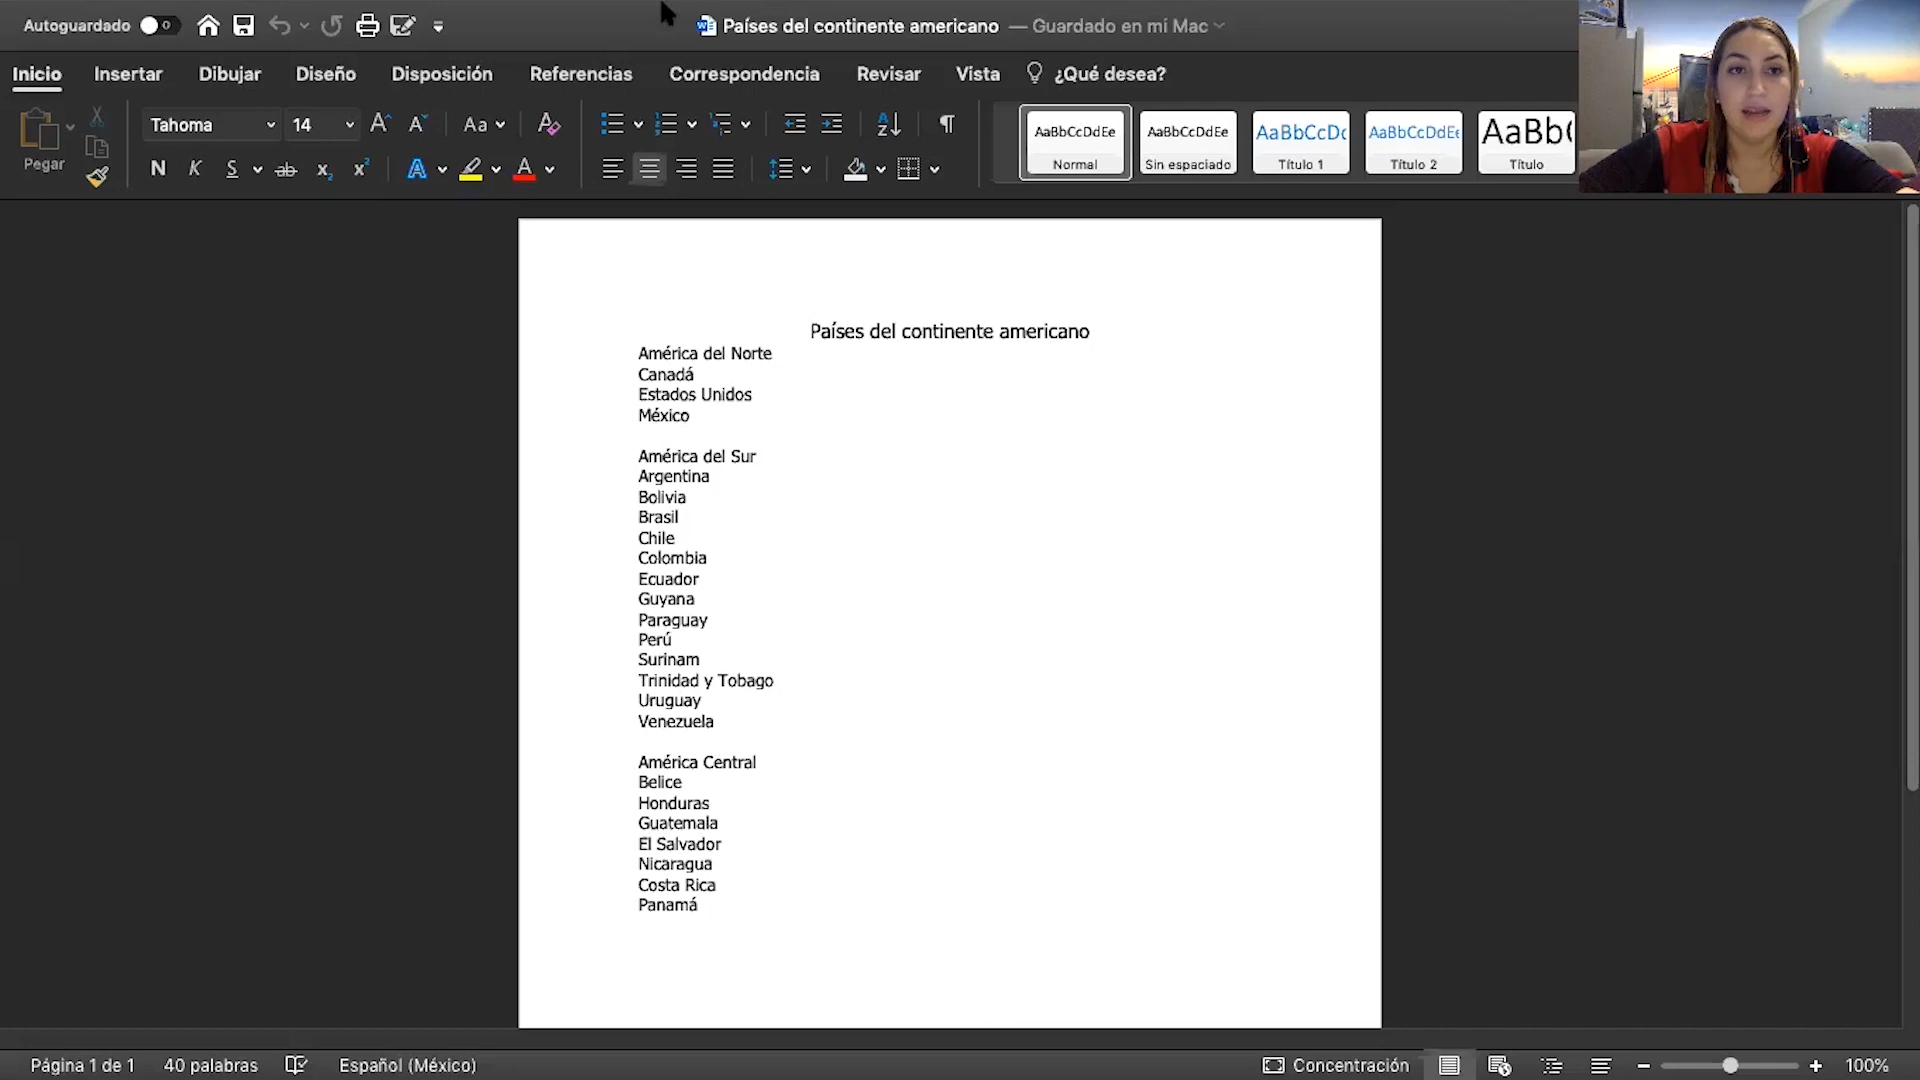 Autoguardado
Países del continente americano — Guardado en mi Mac
Inicio Insertar Dibujar Diseño Disposición Referencias Correspondencia Revisar Vista ¿Qué desea?
Pegar
Tahoma 14 Aa
N K S ab x₂ x² A A
AaBbCcDdEe AaBbCcDdEe AaBbCcDc AaBbCcDdEe AaBb(
Normal Sin espaciado Título 1 Título 2 Título
Países del continente americano
América del Norte
Canadá
Estados Unidos
México
América del Sur
Argentina
Bolivia
Brasil
Chile
Colombia
Ecuador
Guyana
Paraguay
Perú
Surinam
Trinidad y Tobago
Uruguay
Venezuela
América Central
Belice
Honduras
Guatemala
El Salvador
Nicaragua
Costa Rica
Panamá
Página 1 de 1 40 palabras Español (México) Concentración 100%